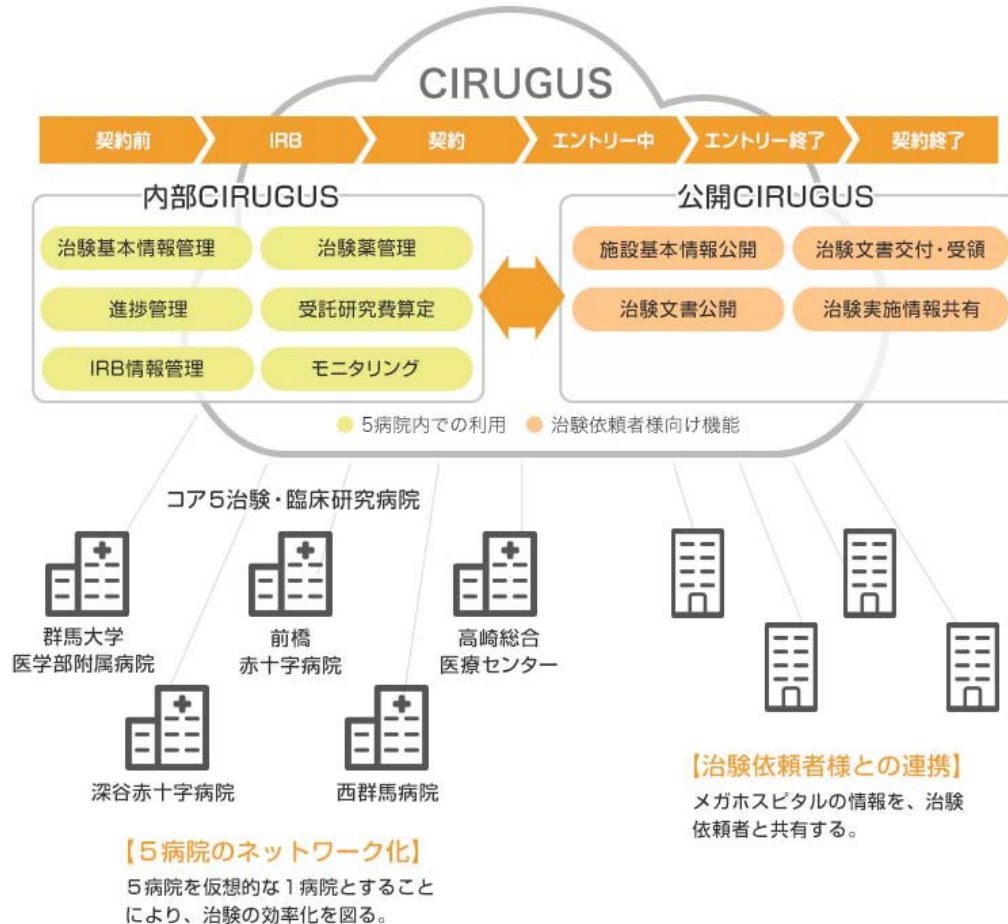 CIRUGUS
契約前
IRB
契約
エントリー中
エントリー終了
契約終了
内部CIRUGUS
治験基本情報管理
治験薬管理
進捗管理
受託研究費算定
IRB情報管理
モニタリング
公開CIRUGUS
施設基本情報公開
治験文書交付・受領
治験文書公開
治験実施情報共有
5病院内での利用
治験依頼者様向け機能
コア5治験・臨床研究病院
群馬大学
医学部附属病院
前橋
赤十字病院
高崎総合
医療センター
深谷赤十字病院
西群馬病院
【5病院のネットワーク化】
5病院を仮想的な1病院とすること
により、治験の効率化を図る。
【治験依頼者様との連携】
メガホスピタルの情報を、治験
依頼者と共有する。